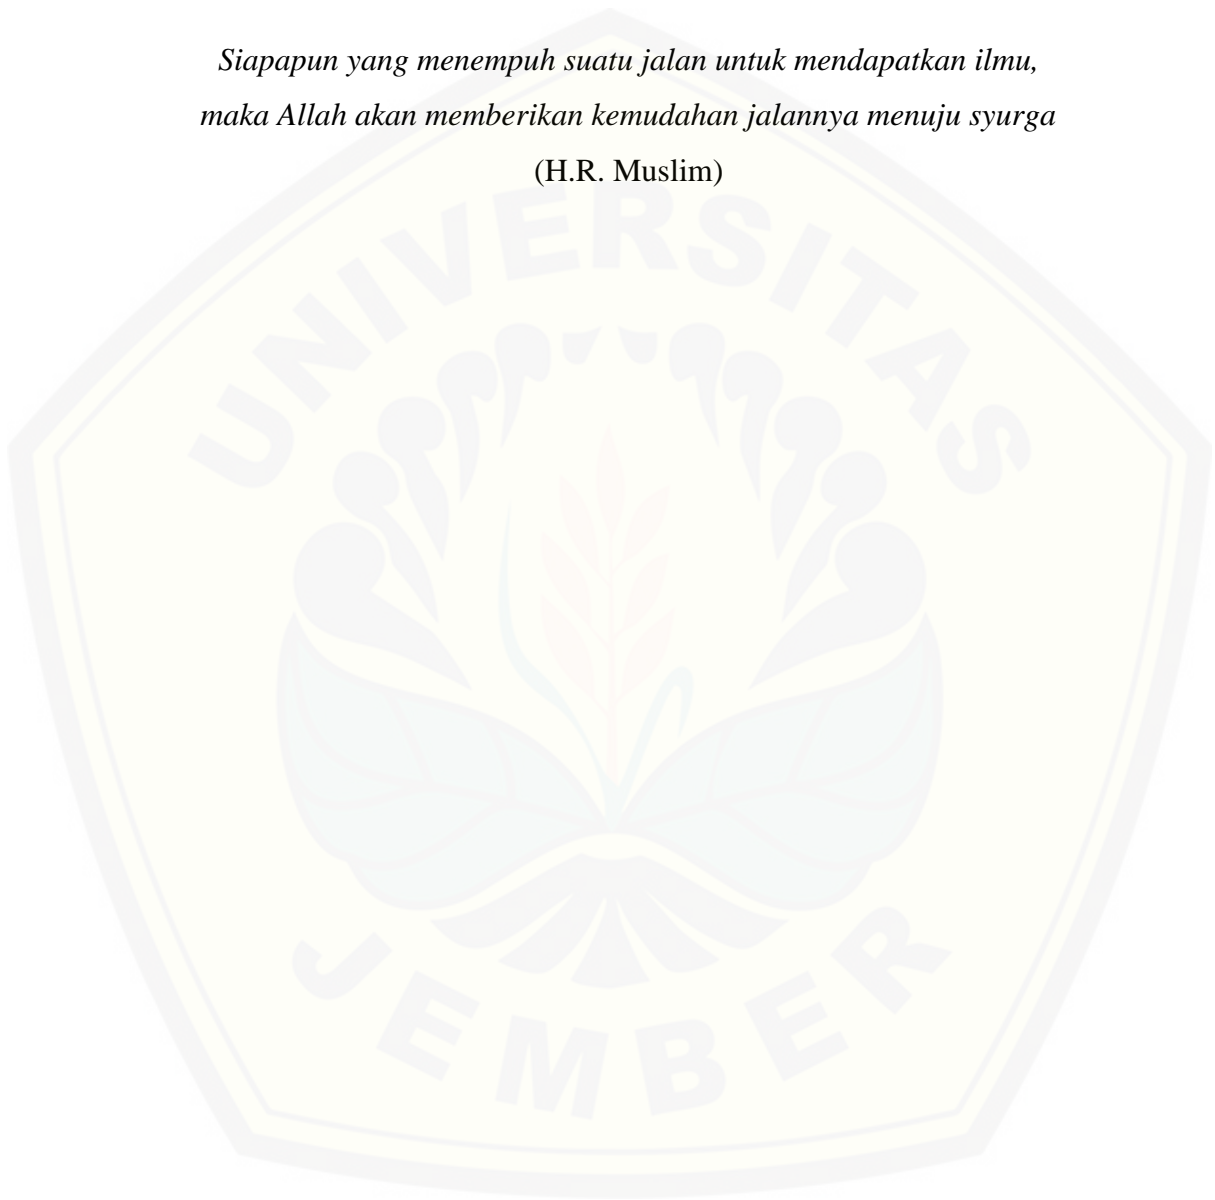 Siapapun yang menempuh suatu jalan untuk mendapatkan ilmu,
maka Allah akan memberikan kemudahan jalannya menuju syurga
(H.R. Muslim)
UNIVERSITAS
JEMBER